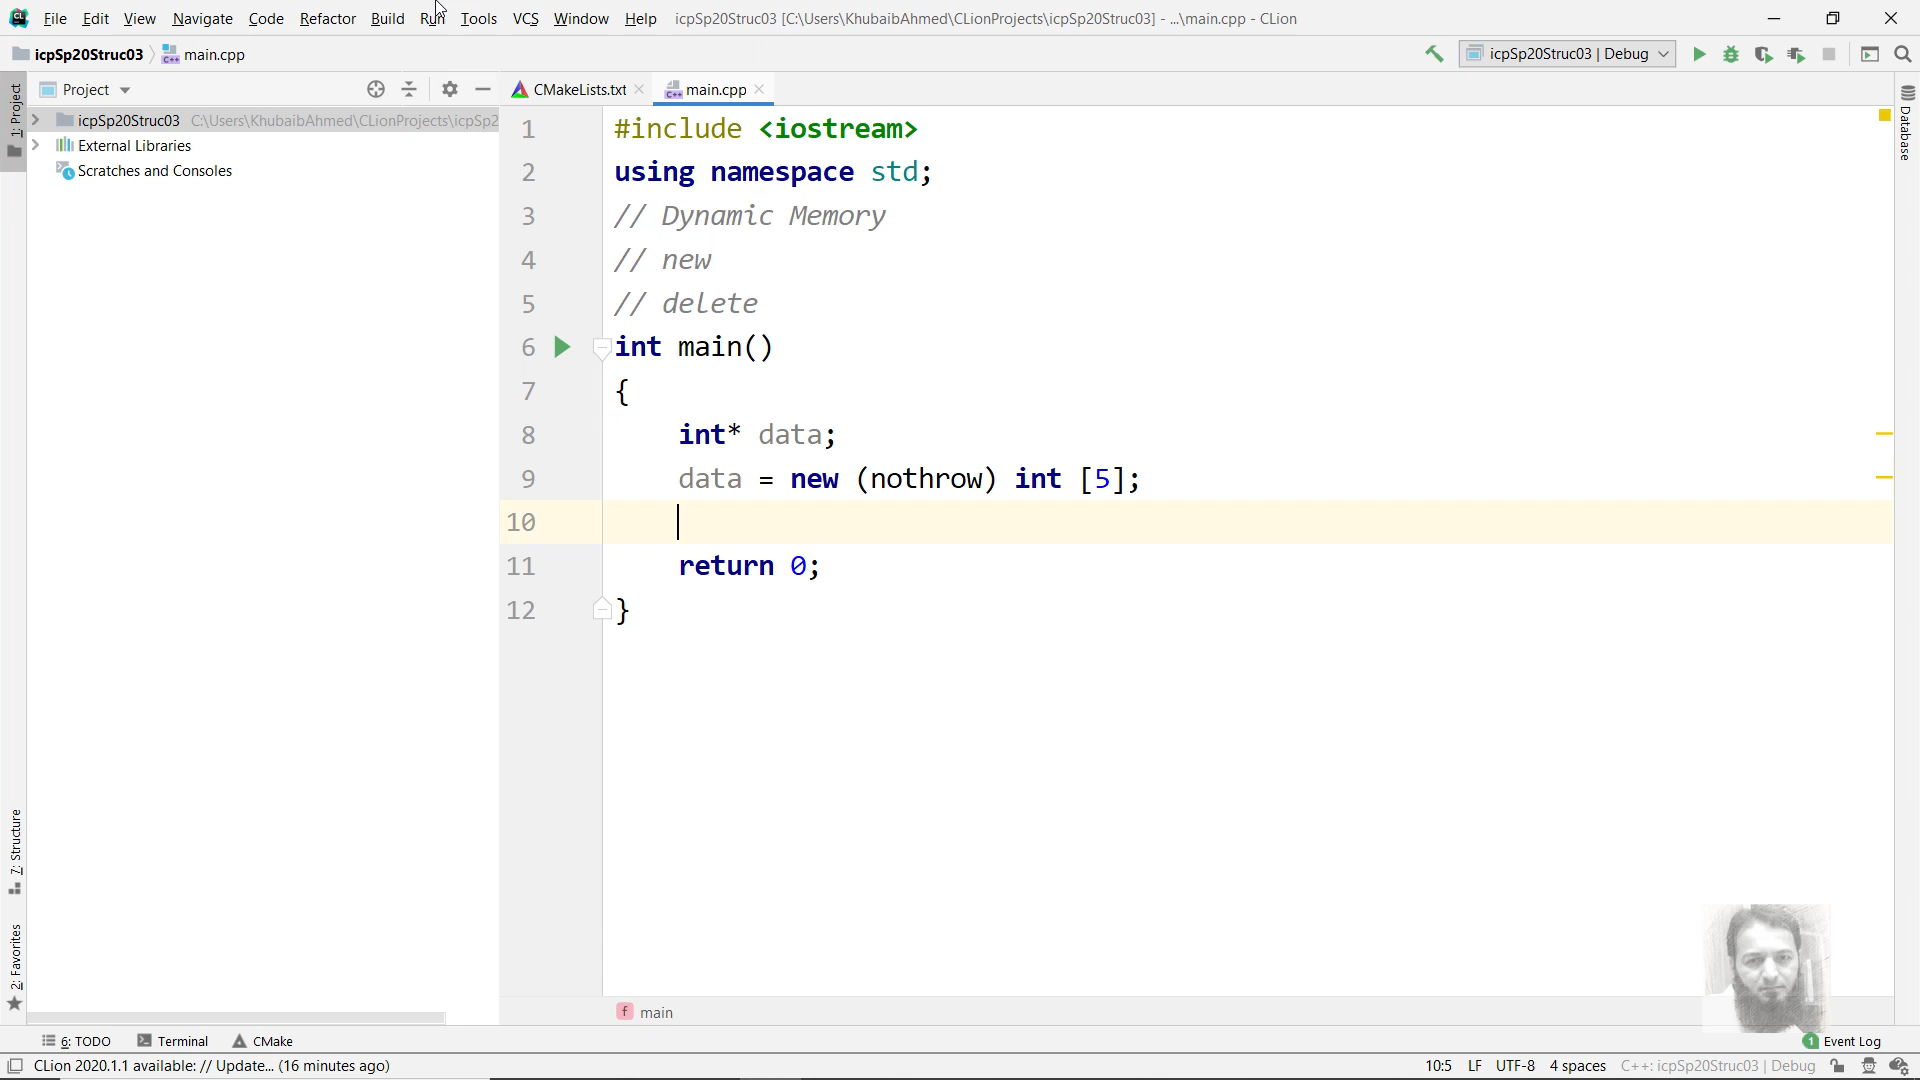 File Edit View Navigate Code Refactor Build Run Tools VCS Window Help icpSp20Struc03 [C:\Users\KhubaibAhmed\CLionProjects\icpSp20Struc03] - ...\main.cpp - CLion
icpSp20Struc03 main.cpp icpSp20Struc03 | Debug
1: Project
Project
CMakeLists.txt main.cpp
icpSp20Struc03 C:\Users\KhubaibAhmed\CLionProjects\icpSp2
External Libraries
Scratches and Consoles
Database
1 #include <iostream>
2 using namespace std;
3 // Dynamic Memory
4 // new
5 // delete
6 int main()
7 {
8 int* data;
9 data = new (nothrow) int [5];
10
11 return 0;
12 }
7: Structure
2: Favorites
f main
6: TODO Terminal CMake 1 Event Log
CLion 2020.1.1 available: // Update... (16 minutes ago) 10:5 LF UTF-8 4 spaces C++: icpSp20Struc03 | Debug